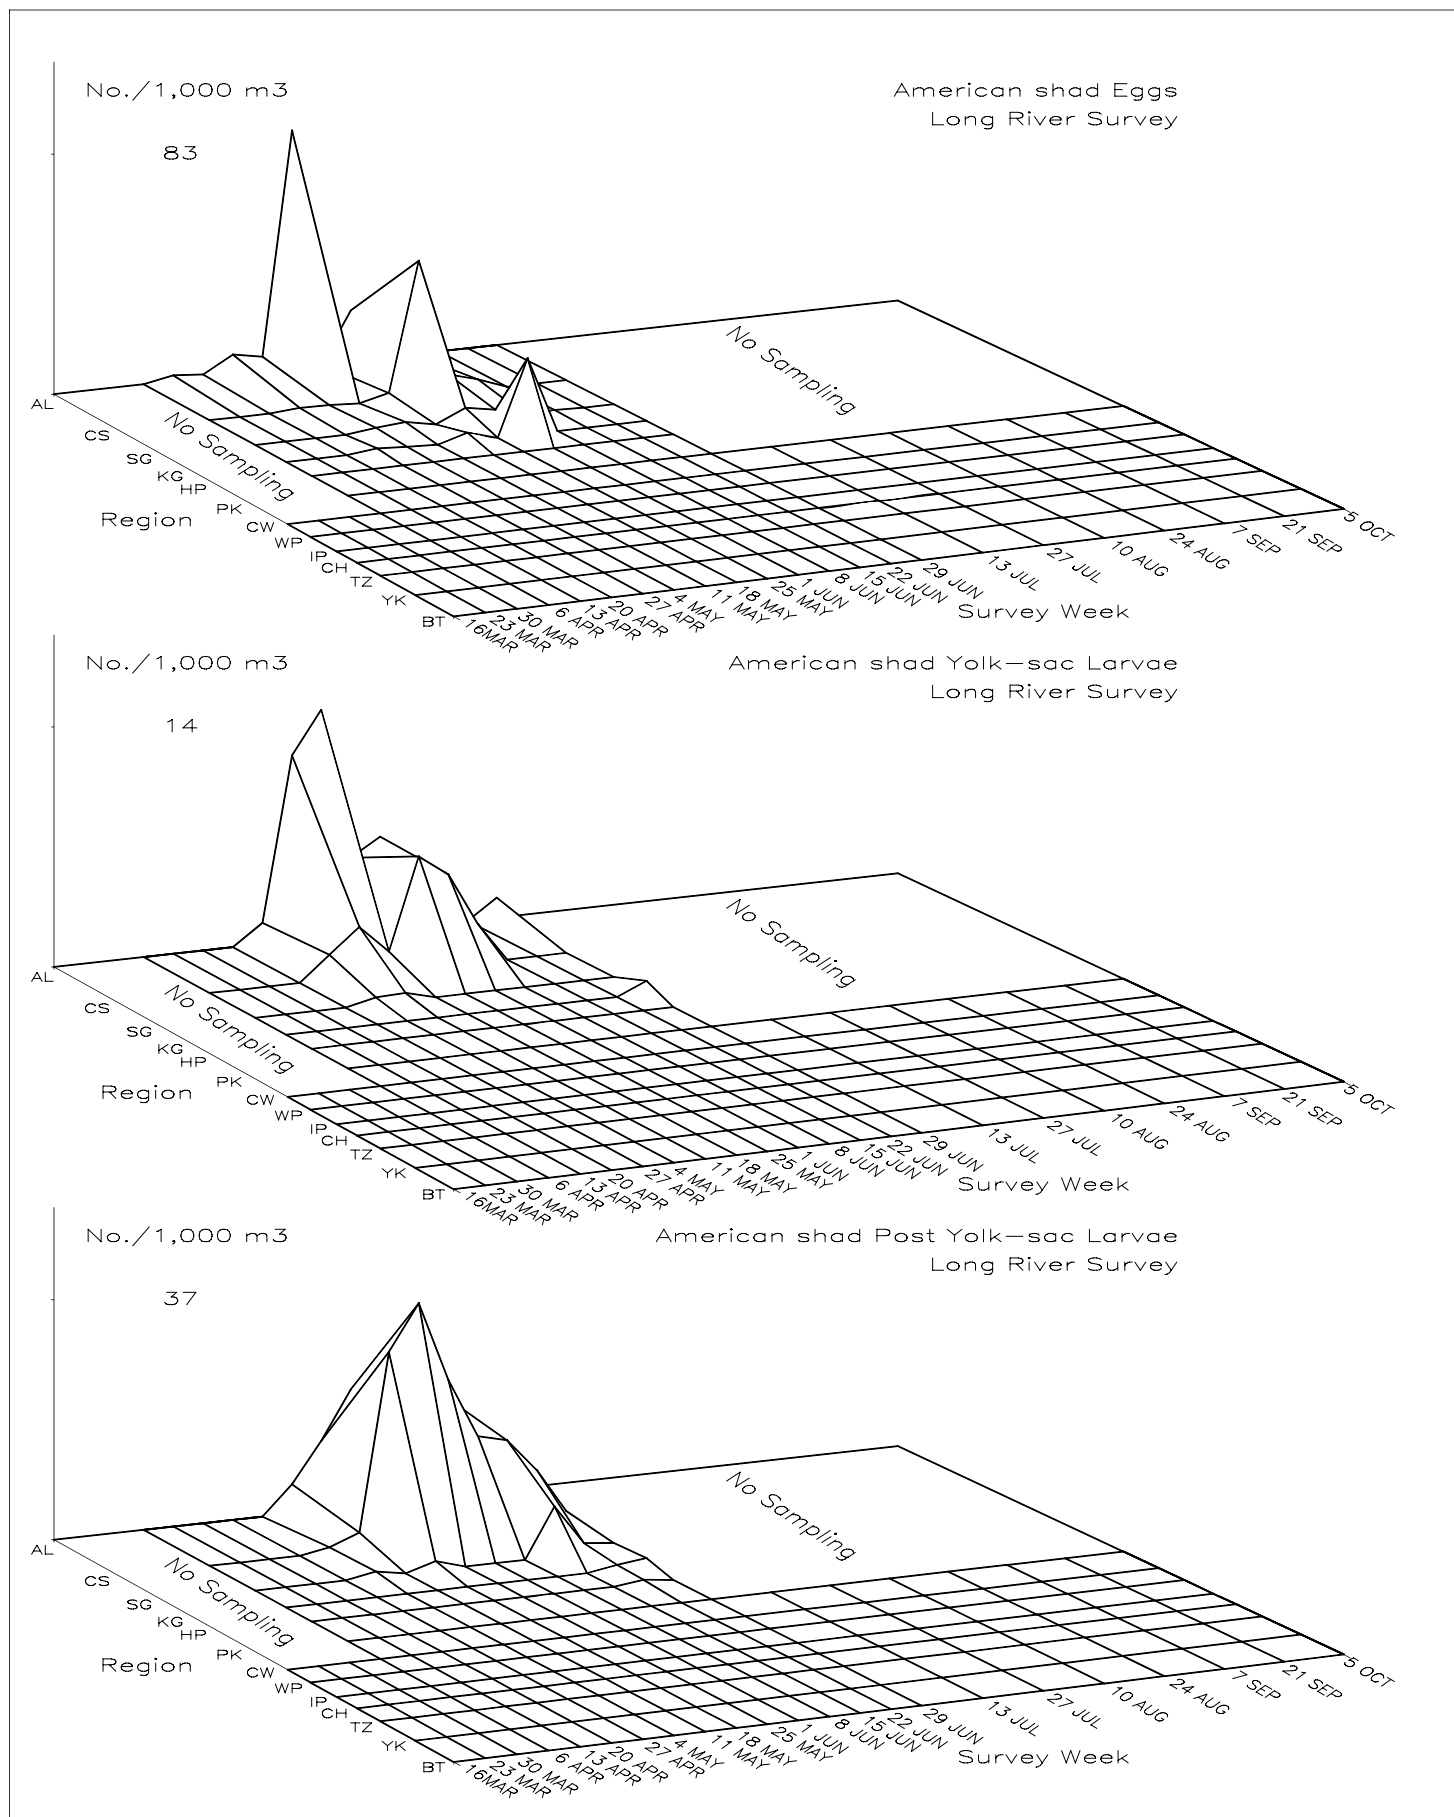 No./1,000 m3
American shad Eggs
Long River Survey
83
No Sampling
AL
CS
SG
KG
HP
PK
CW
WP
IP
CH
TZ
YK
BT
No Sampling
Region
16MAR
23 MAR
30 MAR
6 APR
13 APR
20 APR
27 APR
4 MAY
11 MAY
18 MAY
25 MAY
1 JUN
8 JUN
15 JUN
22 JUN
29 JUN
13 JUL
27 JUL
10 AUG
24 AUG
7 SEP
21 SEP
5 OCT
Survey Week
No./1,000 m3
American shad Yolk-sac Larvae
Long River Survey
14
No Sampling
AL
CS
SG
KG
HP
PK
CW
WP
IP
CH
TZ
YK
BT
No Sampling
Region
16MAR
23 MAR
30 MAR
6 APR
13 APR
20 APR
27 APR
4 MAY
11 MAY
18 MAY
25 MAY
1 JUN
8 JUN
15 JUN
22 JUN
29 JUN
13 JUL
27 JUL
10 AUG
24 AUG
7 SEP
21 SEP
5 OCT
Survey Week
No./1,000 m3
American shad Post Yolk-sac Larvae
Long River Survey
37
No Sampling
AL
CS
SG
KG
HP
PK
CW
WP
IP
CH
TZ
YK
BT
No Sampling
Region
16MAR
23 MAR
30 MAR
6 APR
13 APR
20 APR
27 APR
4 MAY
11 MAY
18 MAY
25 MAY
1 JUN
8 JUN
15 JUN
22 JUN
29 JUN
13 JUL
27 JUL
10 AUG
24 AUG
7 SEP
21 SEP
5 OCT
Survey Week